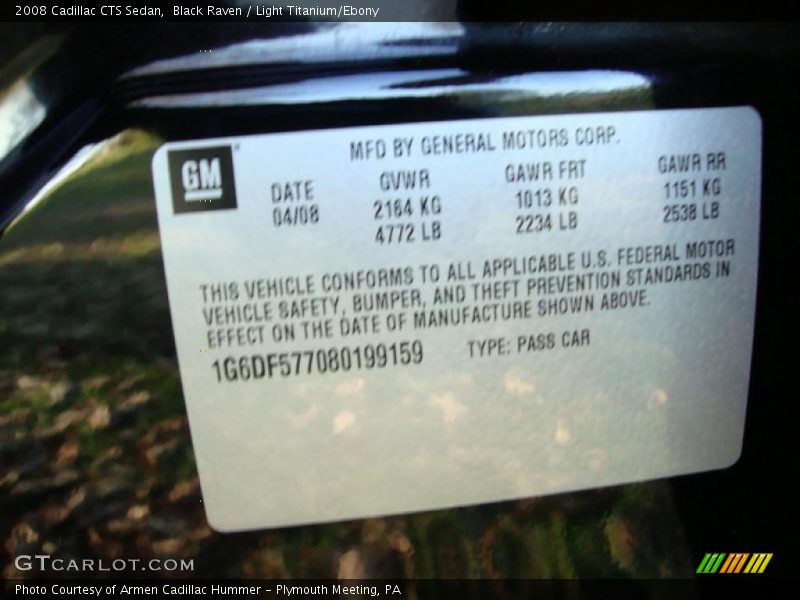 2008 Cadillac CTS Sedan,  Black Raven / Light Titanium/Ebony
GM
MFD BY GENERAL MOTORS CORP.
DATE GVWR GAWR FRT GAWR RR
04/08 2164 KG 1013 KG 1151 KG
4772 LB 2234 LB 2538 LB
THIS VEHICLE CONFORMS TO ALL APPLICABLE U.S. FEDERAL MOTOR
VEHICLE SAFETY, BUMPER, AND THEFT PREVENTION STANDARDS IN
EFFECT ON THE DATE OF MANUFACTURE SHOWN ABOVE.
1G6DF577080199159 TYPE: PASS CAR
GTCARLOT.COM
Photo Courtesy of Armen Cadillac Hummer - Plymouth Meeting, PA